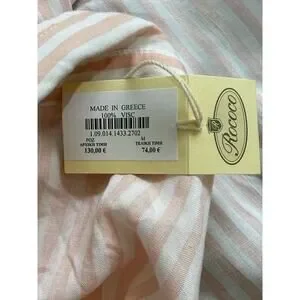 MADE IN GREECE
100% VISC
1.09.014.1433.2702
ΡΟΖ M
ΑΡΧΙΚΗ ΤΙΜΗ ΤΕΛΙΚΗ ΤΙΜΗ
130,00 € 74,00 €
Rococo